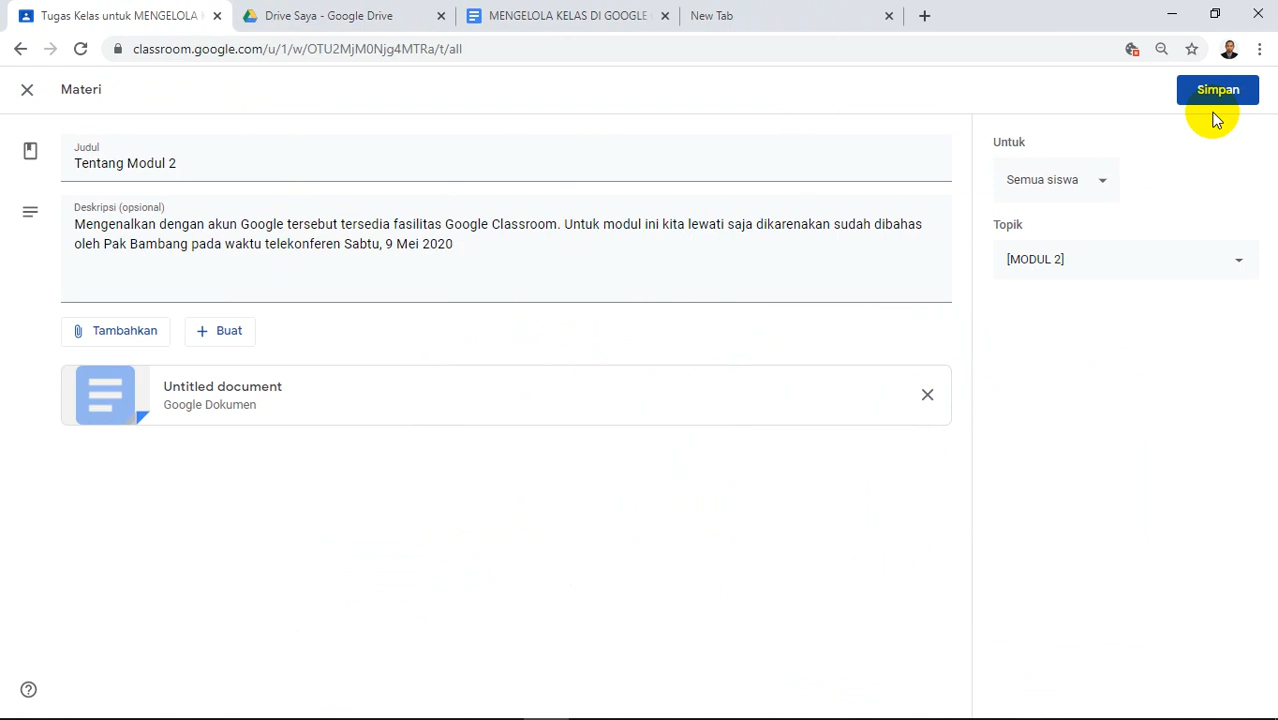 Tugas Kelas untuk MENGELOLA K
Drive Saya - Google Drive
MENGELOLA KELAS DI GOOGLE
New Tab
classroom.google.com/u/1/w/OTU2MjM0Njg4MTRa/t/all
Materi
Simpan
Judul
Tentang Modul 2
Deskripsi (opsional)
Mengenalkan dengan akun Google tersebut tersedia fasilitas Google Classroom. Untuk modul ini kita lewati saja dikarenakan sudah dibahas
oleh Pak Bambang pada waktu telekonferen Sabtu, 9 Mei 2020
Tambahkan
Buat
Untitled document
Google Dokumen
Untuk
Semua siswa
Topik
[MODUL 2]